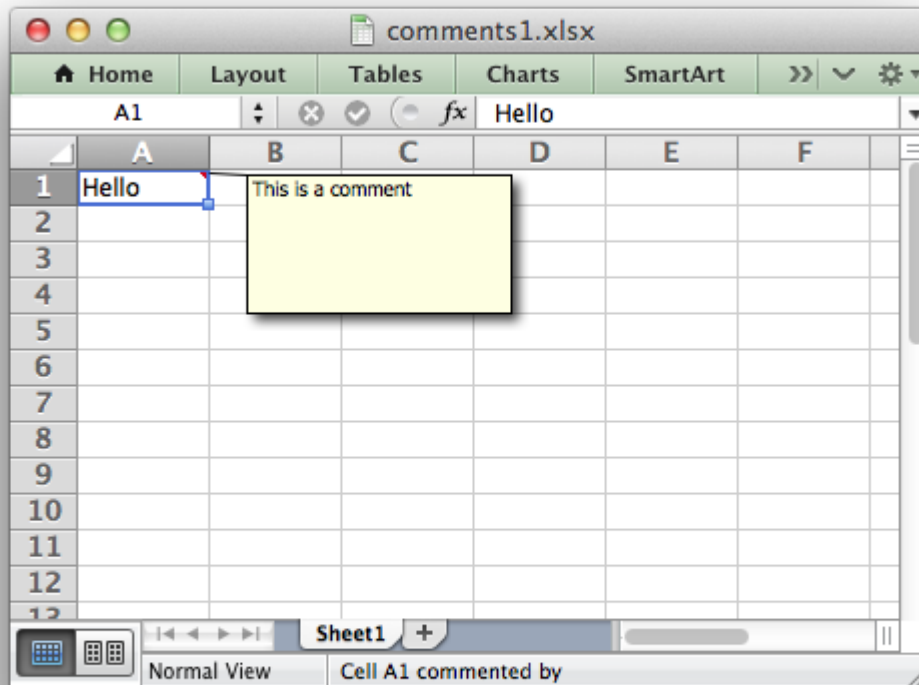 comments1.xlsx
Home Layout Tables Charts SmartArt
A1 fx Hello
A B C D E F
1 Hello This is a comment
2
3
4
5
6
7
8
9
10
11
12
13
Sheet1
Normal View Cell A1 commented by